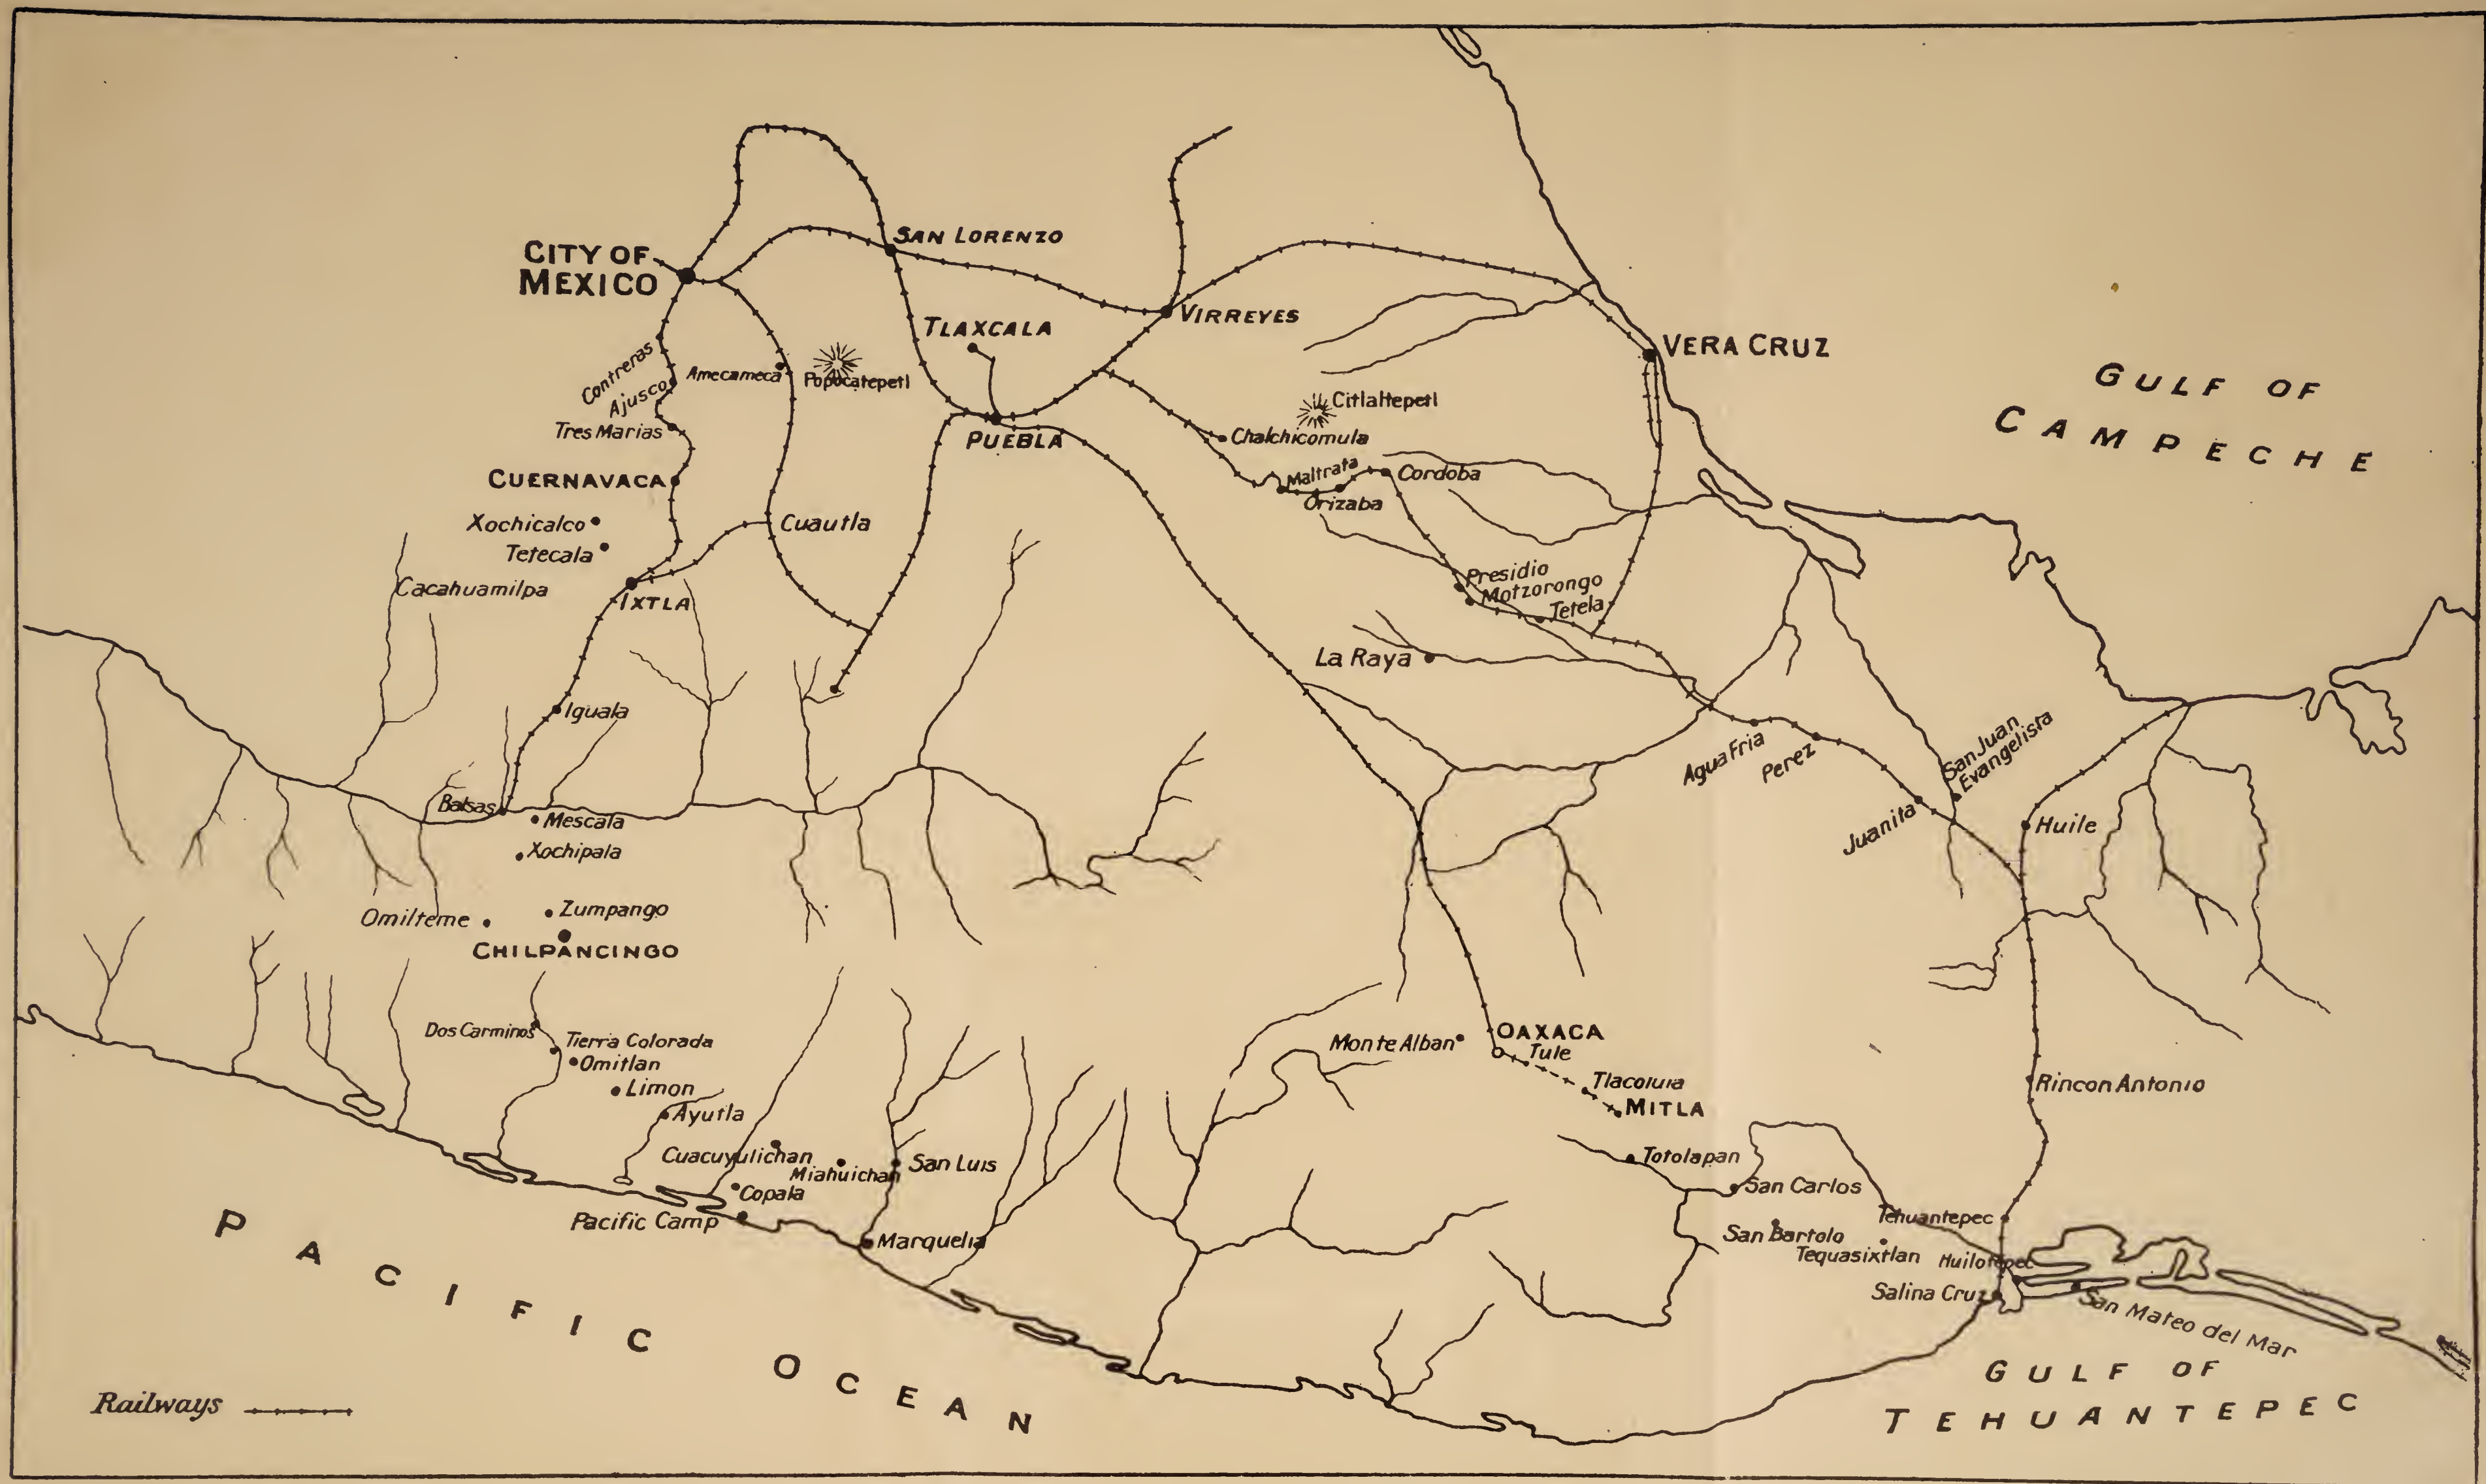 CITY OF
MEXICO
SAN LORENZO
TLAXCALA
VIRREYES
VERA CRUZ
GULF OF
CAMPECHE
Contreras
Ajusco
Amecameca
Popocatepetl
Tres Marias
PUEBLA
Citlaltepetl
Chalchicomula
Maltrata
Cordoba
Orizaba
CUERNAVACA
Xochicalco
Tetecala
Cuautla
Cacahuamilpa
IXTLA
Presidio
Motzorongo
Tetela
La Raya
Iguala
Agua Fria
Perez
San Juan
Evangelista
Juanita
Huile
Balsas
Mescala
Xochipala
Omilteme
Zumpango
CHILPANCINGO
Dos Carminos
Tierra Colorada
Omitlan
Limon
Ayutla
Monte Alban
OAXACA
Tule
Tlacolula
MITLA
Rincon Antonio
Cuacuyulichan
Miahuichan
San Luis
Copala
Pacific Camp
Marquelia
Totolapan
San Carlos
San Bartolo
Tequasixtlan
Tehuantepec
Huilotepec
Salina Cruz
San Mateo del Mar
PACIFIC OCEAN
GULF OF
TEHUANTEPEC
Railways